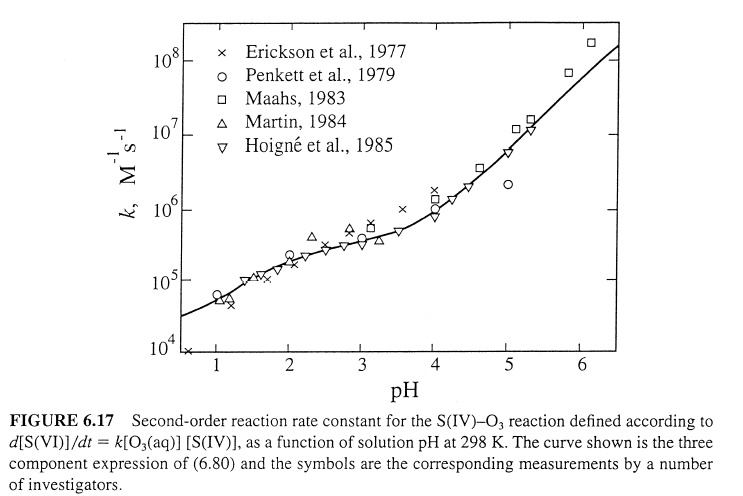 10⁸
10⁷
10⁶
10⁵
10⁴
k, M⁻¹s⁻¹
× Erickson et al., 1977
○ Penkett et al., 1979
□ Maahs, 1983
△ Martin, 1984
▽ Hoigné et al., 1985
1 2 3 4 5 6
pH
FIGURE 6.17 Second-order reaction rate constant for the S(IV)–O₃ reaction defined according to
d[S(VI)]/dt = k[O₃(aq)] [S(IV)], as a function of solution pH at 298 K. The curve shown is the three
component expression of (6.80) and the symbols are the corresponding measurements by a number
of investigators.